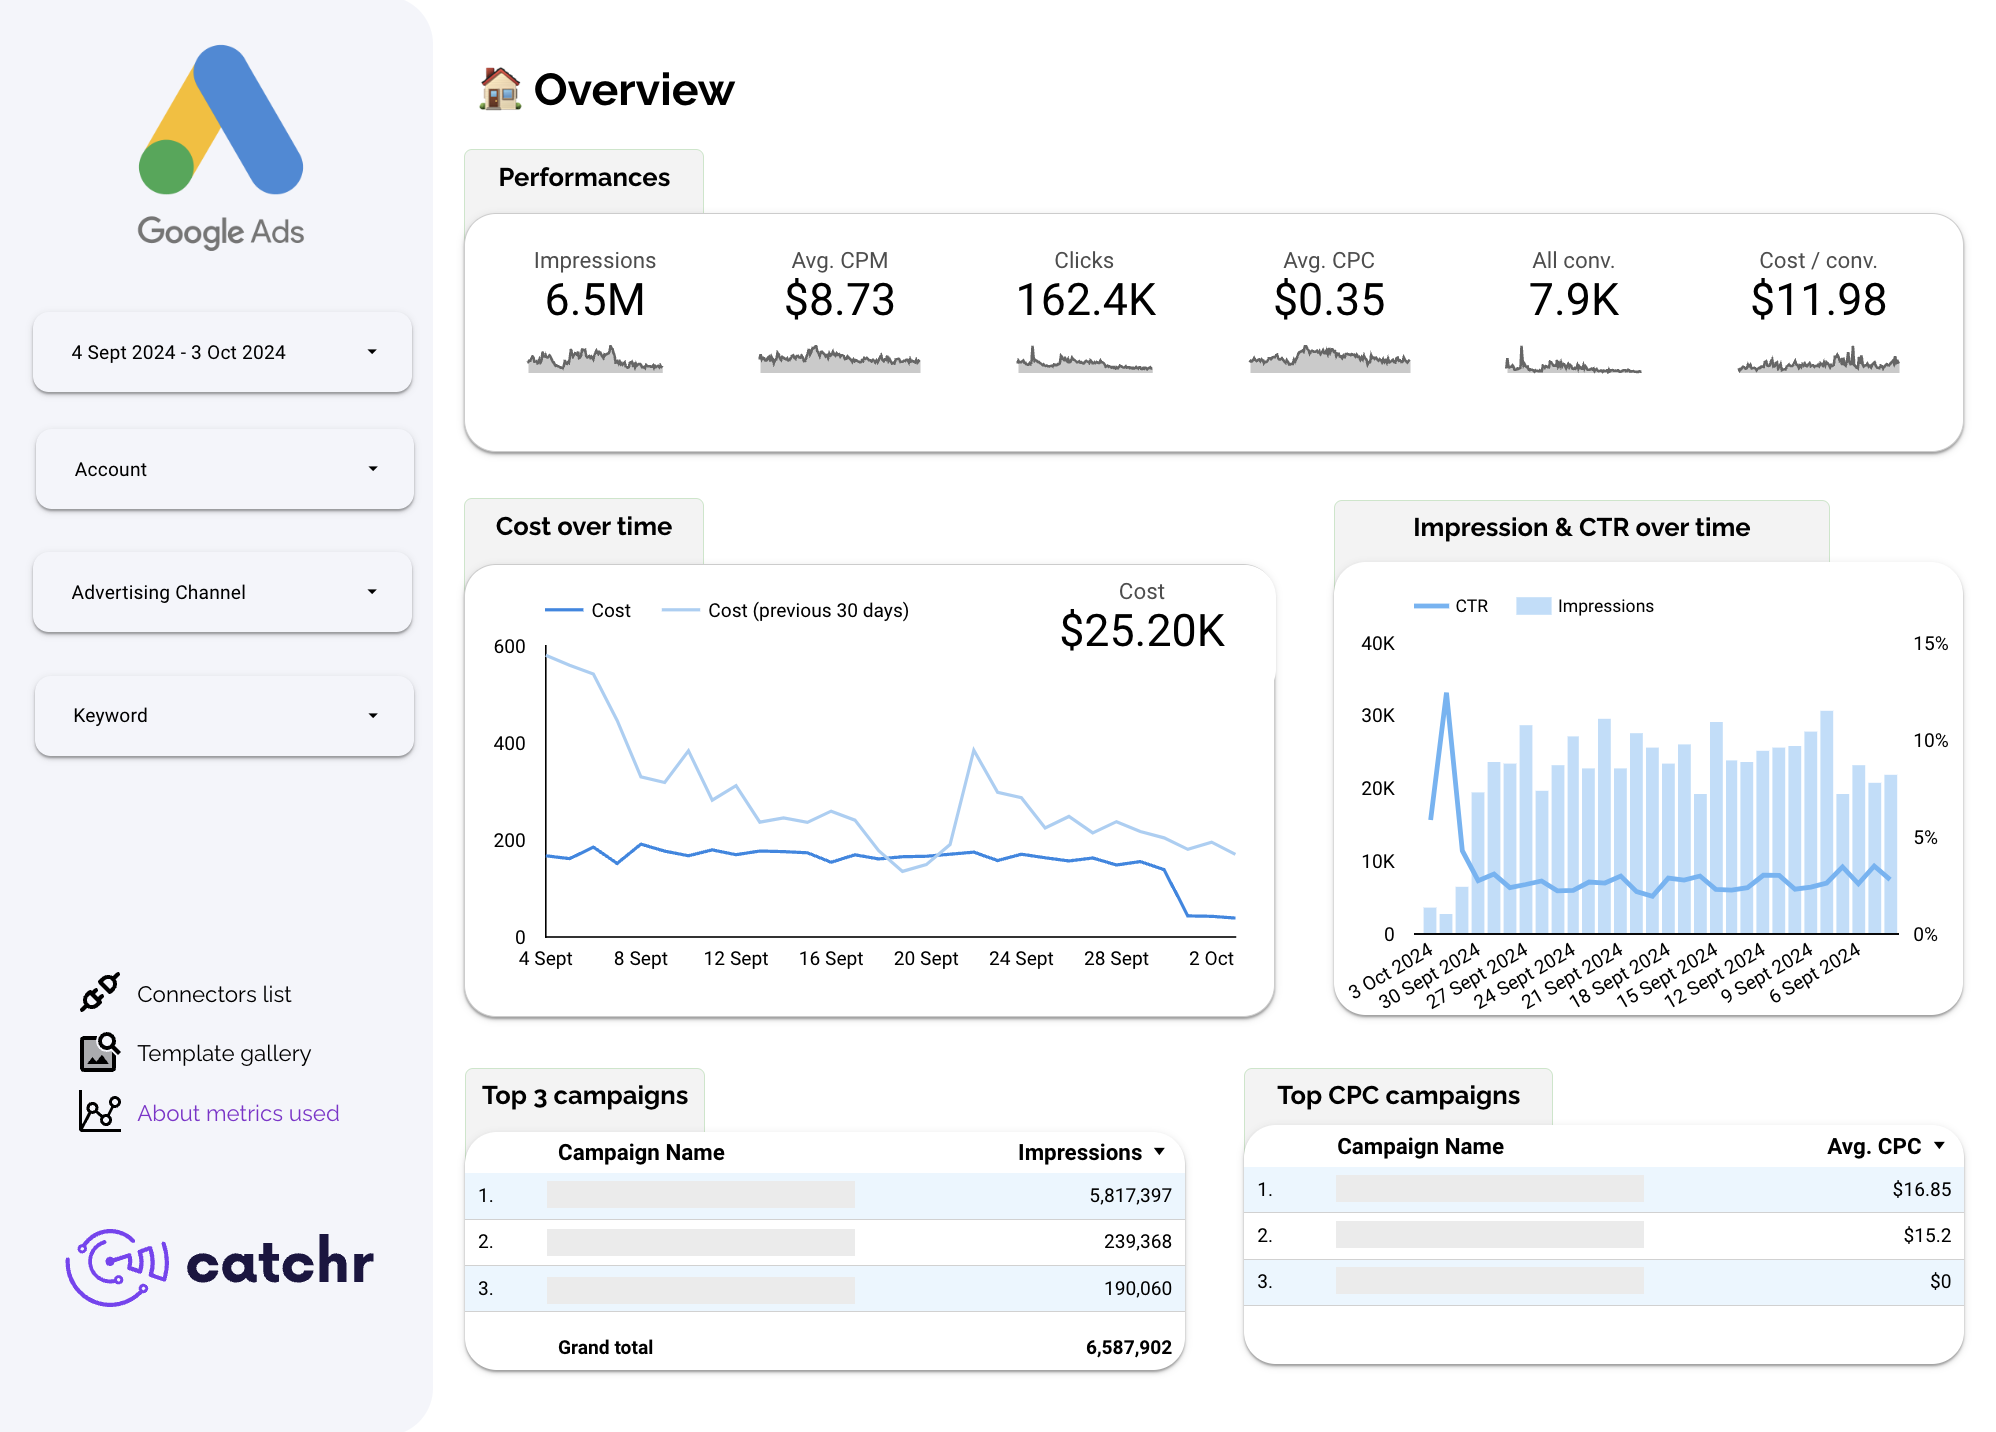 Google Ads
4 Sept 2024 - 3 Oct 2024
Account
Advertising Channel
Keyword
Connectors list
Template gallery
About metrics used
catchr
Overview
Performances
Impressions
6.5M
Avg. CPM
$8.73
Clicks
162.4K
Avg. CPC
$0.35
All conv.
7.9K
Cost / conv.
$11.98
Cost over time
Cost
Cost (previous 30 days)
Cost
$25.20K
600
400
200
0
4 Sept
8 Sept
12 Sept
16 Sept
20 Sept
24 Sept
28 Sept
2 Oct
Impression & CTR over time
CTR
Impressions
40K
30K
20K
10K
0
15%
10%
5%
0%
3 Oct 2024
30 Sept 2024
27 Sept 2024
24 Sept 2024
21 Sept 2024
18 Sept 2024
15 Sept 2024
12 Sept 2024
9 Sept 2024
6 Sept 2024
Top 3 campaigns
Campaign Name Impressions
1. 5,817,397
2. 239,368
3. 190,060
Grand total 6,587,902
Top CPC campaigns
Campaign Name Avg. CPC
1. $16.85
2. $15.2
3. $0